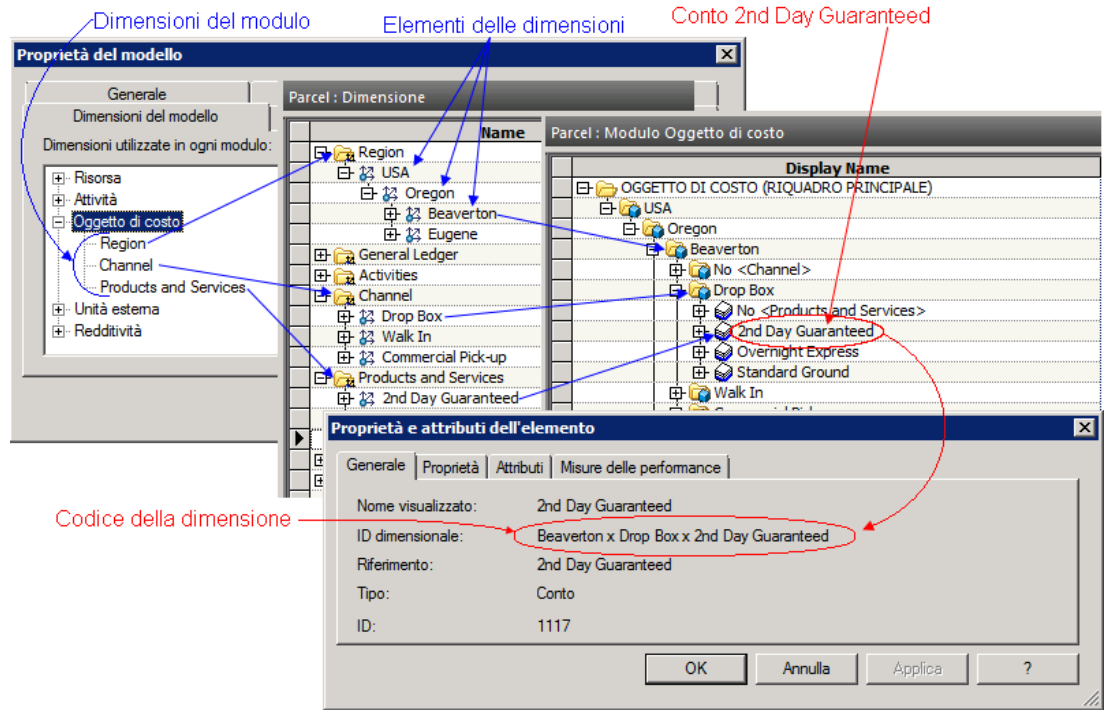 Dimensioni del modulo
Elementi delle dimensioni
Conto 2nd Day Guaranteed
Proprietà del modello
Generale
Dimensioni del modello
Dimensioni utilizzate in ogni modulo:
Risorsa
Attività
Oggetto di costo
Region
Channel
Products and Services
Unità esterna
Redditività
Parcel : Dimensione
Name
Region
USA
Oregon
Beaverton
Eugene
General Ledger
Activities
Channel
Drop Box
Walk In
Commercial Pick-up
Products and Services
2nd Day Guaranteed
Parcel : Modulo Oggetto di costo
Display Name
OGGETTO DI COSTO (RIQUADRO PRINCIPALE)
USA
Oregon
Beaverton
No <Channel>
Drop Box
No <Products and Services>
2nd Day Guaranteed
Overnight Express
Standard Ground
Walk In
Proprietà e attributi dell'elemento
Generale Proprietà Attributi Misure delle performance
Nome visualizzato: 2nd Day Guaranteed
Codice della dimensione
ID dimensionale: Beaverton x Drop Box x 2nd Day Guaranteed
Riferimento: 2nd Day Guaranteed
Tipo: Conto
ID: 1117
OK Annulla Applica ?